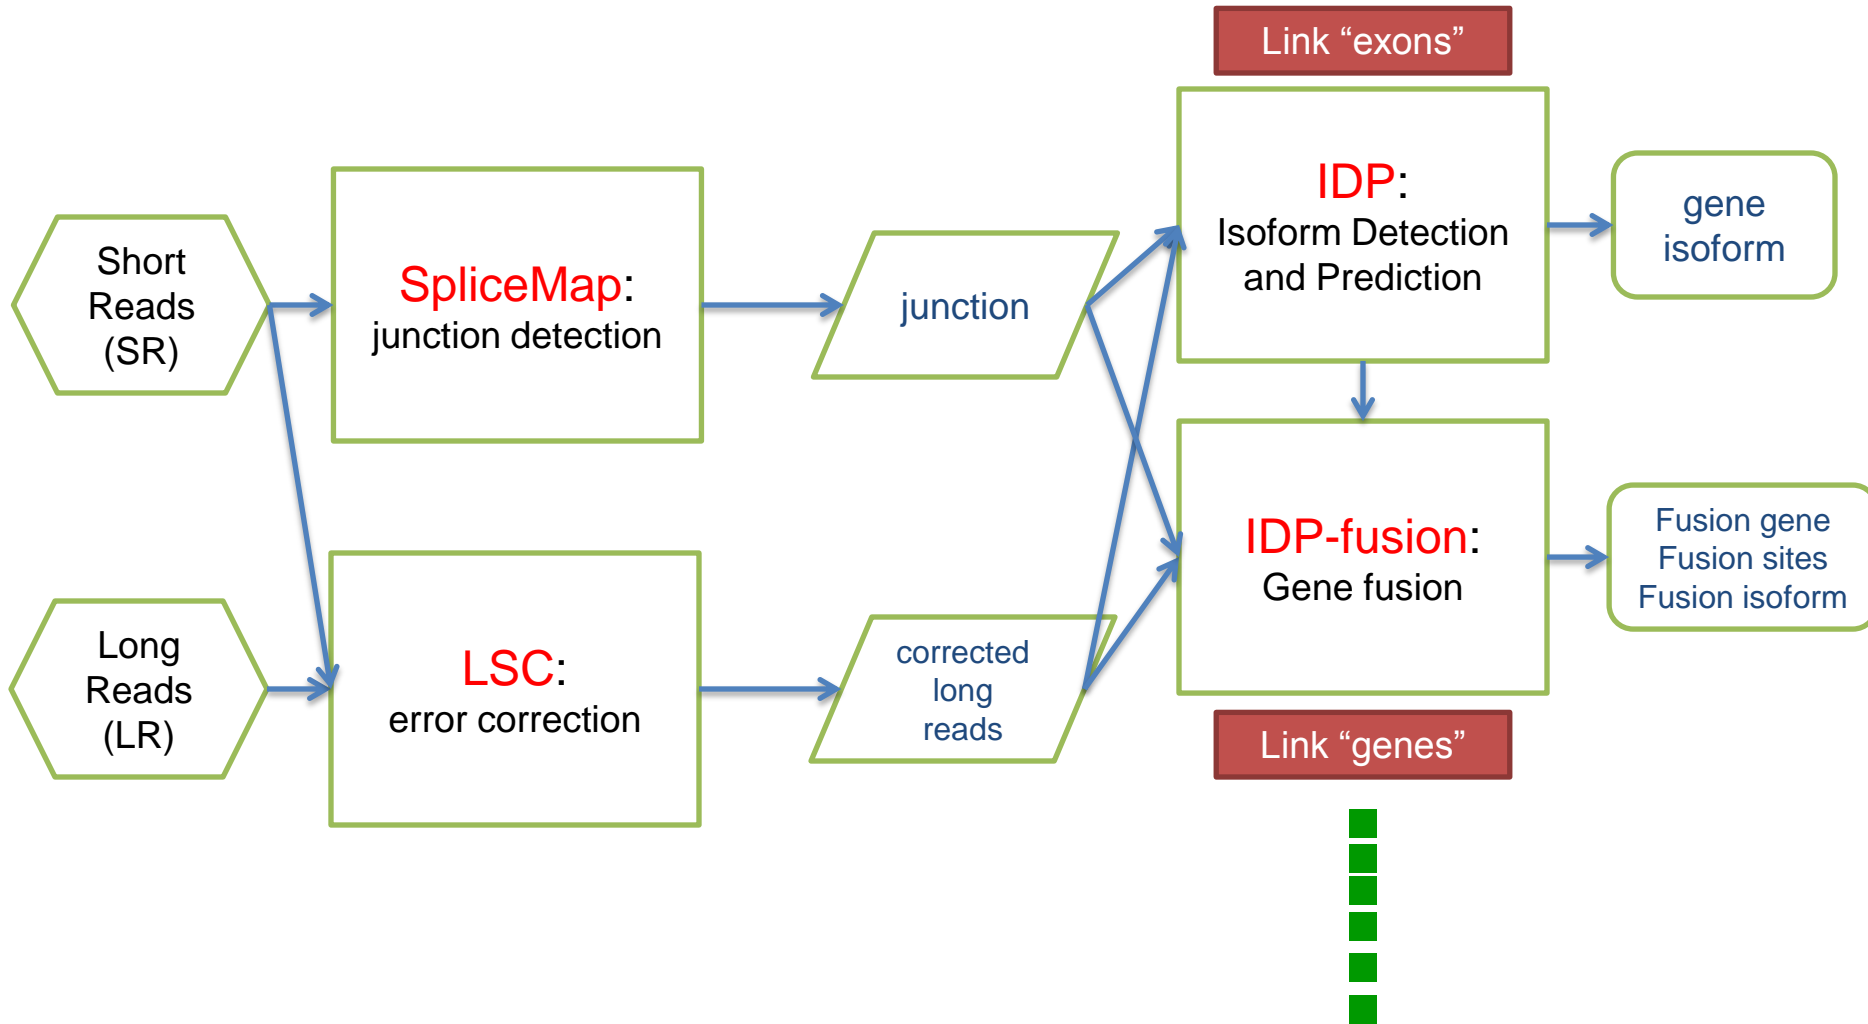 Link “exons”
Short
Reads
(SR)
SpliceMap:
junction detection
junction
IDP:
Isoform Detection
and Prediction
gene
isoform
Long
Reads
(LR)
LSC:
error correction
corrected
long
reads
IDP-fusion:
Gene fusion
Fusion gene
Fusion sites
Fusion isoform
Link “genes”